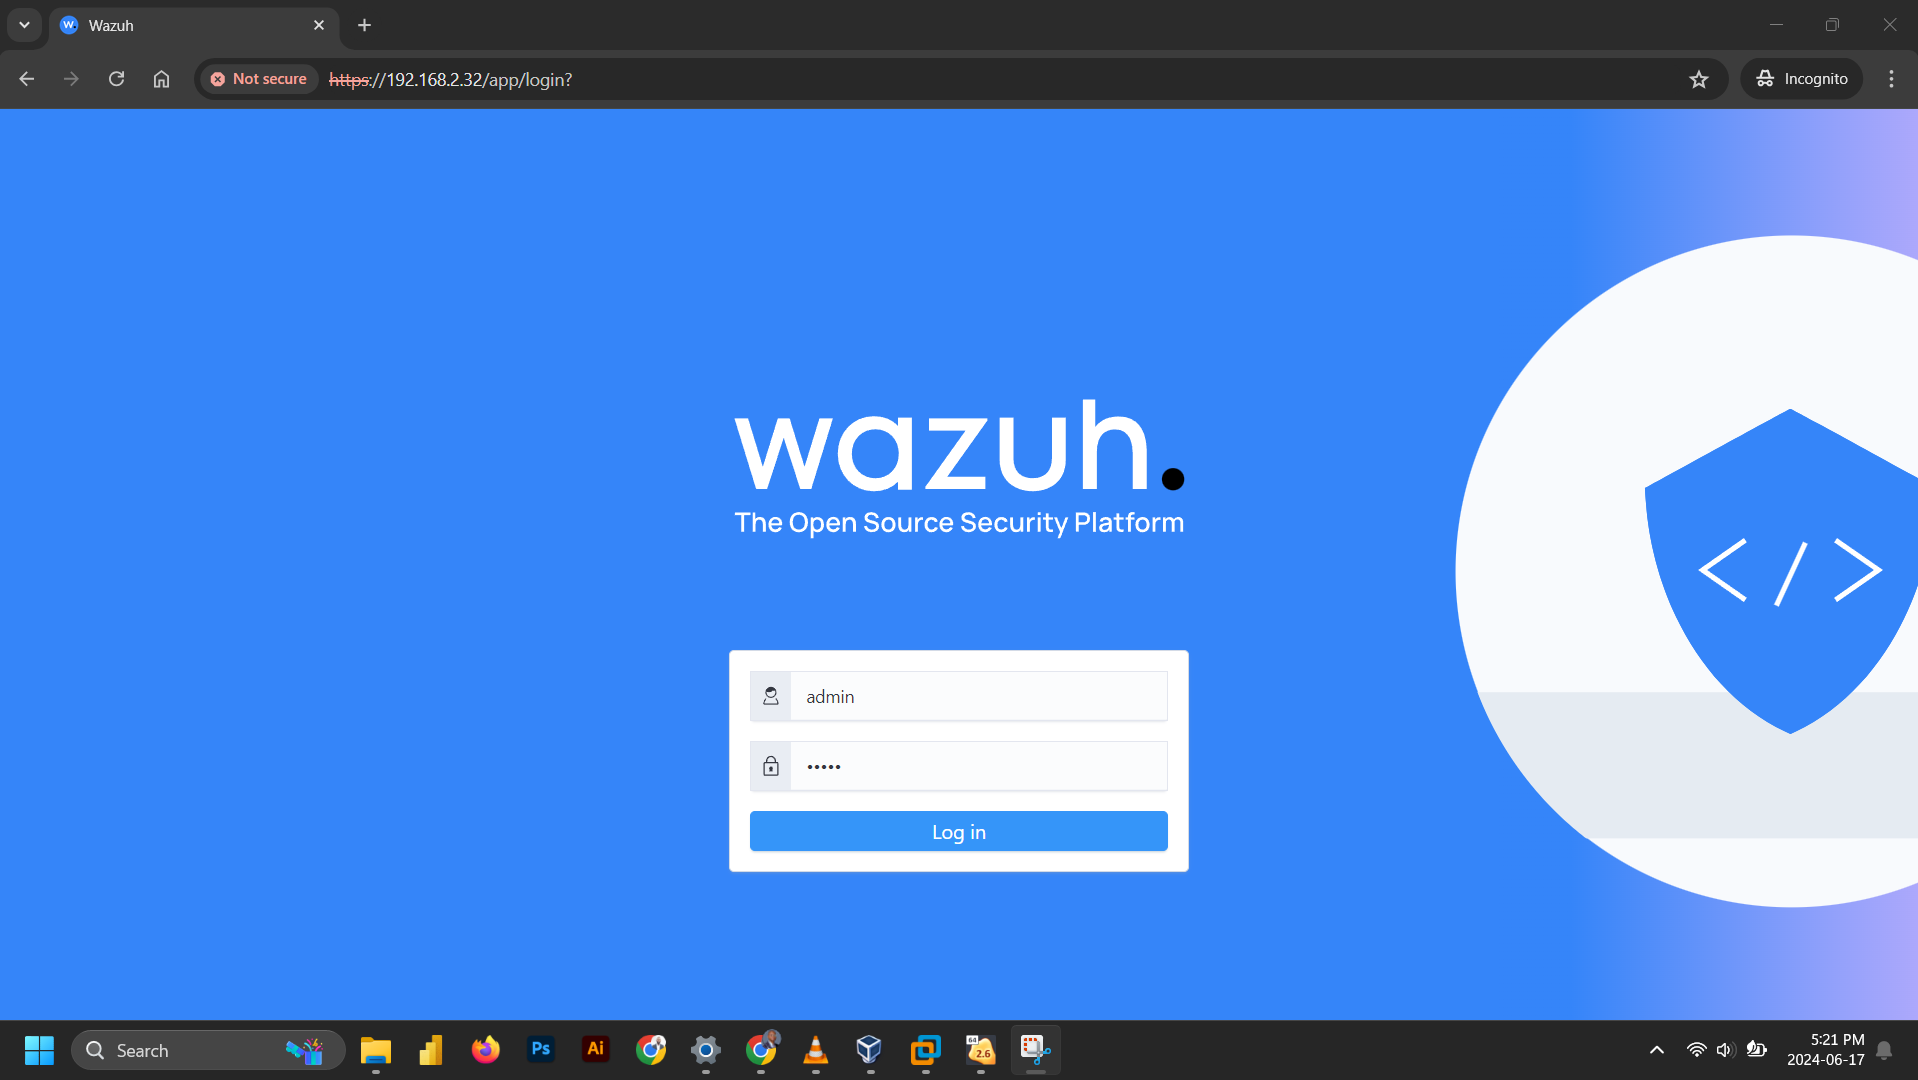 Wazuh
Not secure
https://192.168.2.32/app/login?
Incognito
wazuh.
The Open Source Security Platform
</>
admin
•••••
Log in
Search
Ps
Ai
64
2.6
5:21 PM
2024-06-17